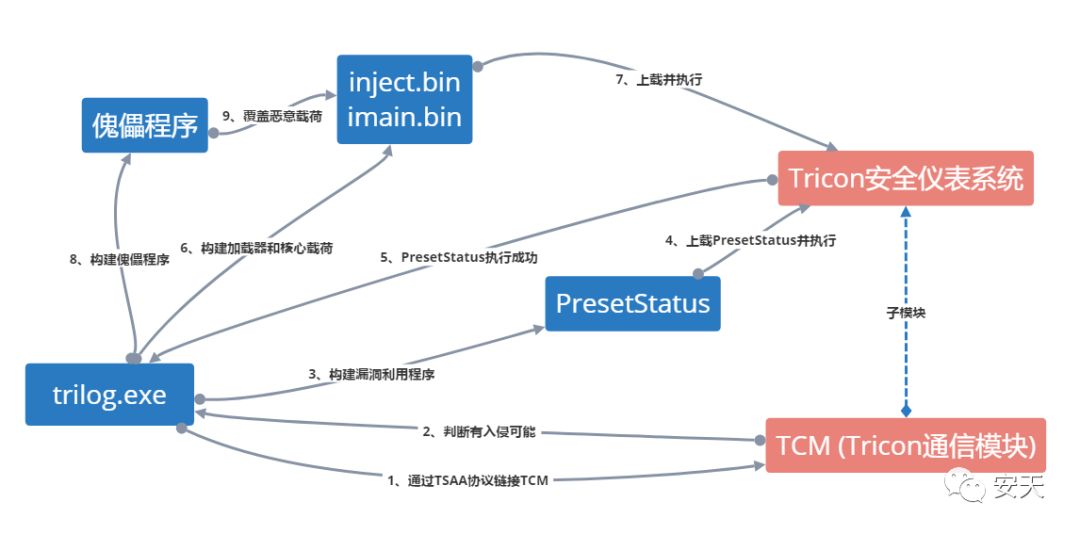 inject.bin
imain.bin
7、上载并执行
傀儡程序
9、覆盖恶意载荷
Tricon安全仪表系统
6、构建加载器和核心载荷
4、上载PresetStatus并执行
8、构建傀儡程序
5、PresetStatus执行成功
PresetStatus
子模块
3、构建漏洞利用程序
trilog.exe
2、判断有入侵可能
TCM (Tricon通信模块)
1、通过TSAA协议链接TCM
安天